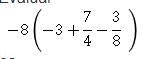 -8(-3 + 7/4 - 3/8)